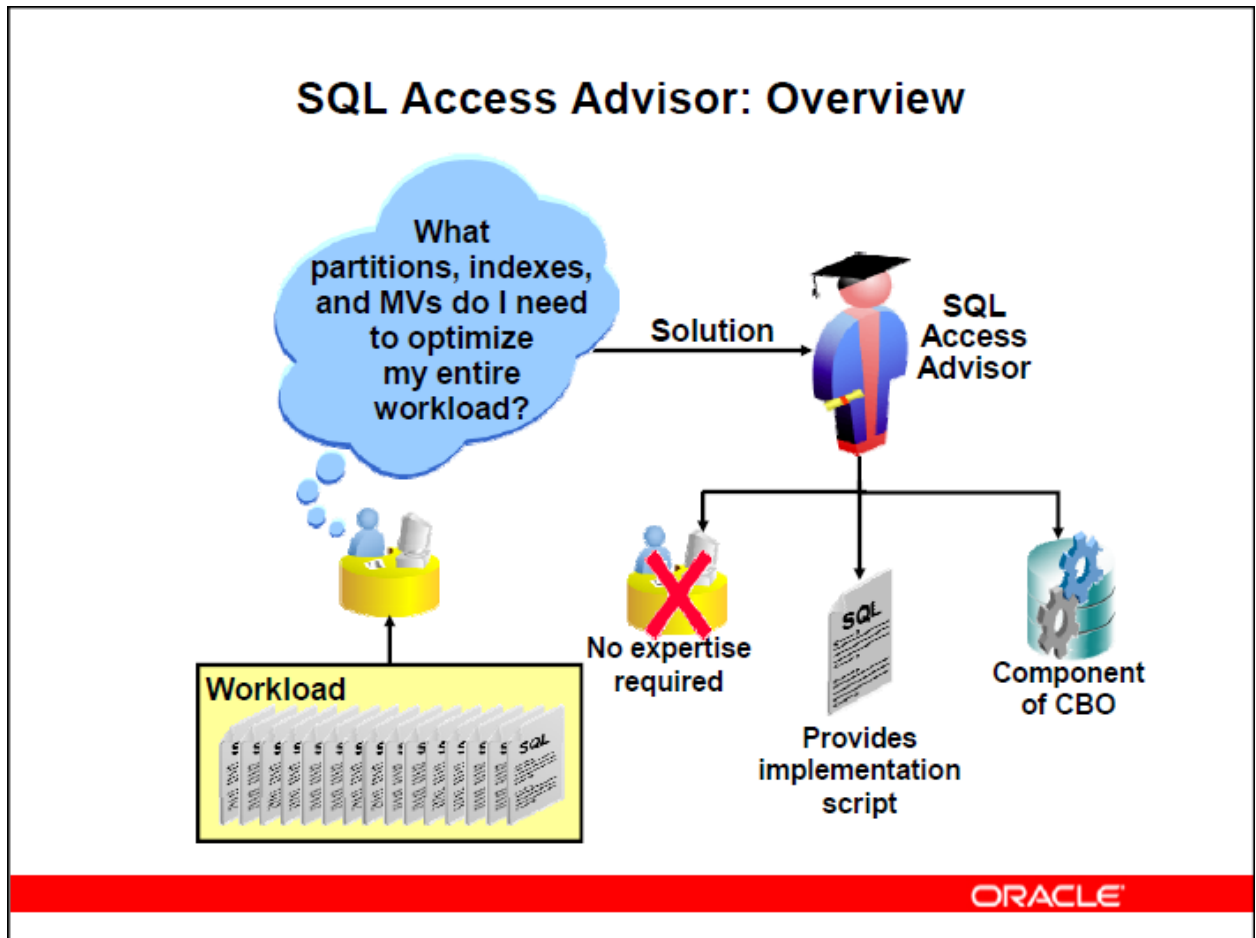 SQL Access Advisor: Overview
What
partitions, indexes,
and MVs do I need
to optimize
my entire
workload?
Solution
SQL
Access
Advisor
No expertise
required
SQL
Provides
implementation
script
Component
of CBO
Workload
SQL
ORACLE